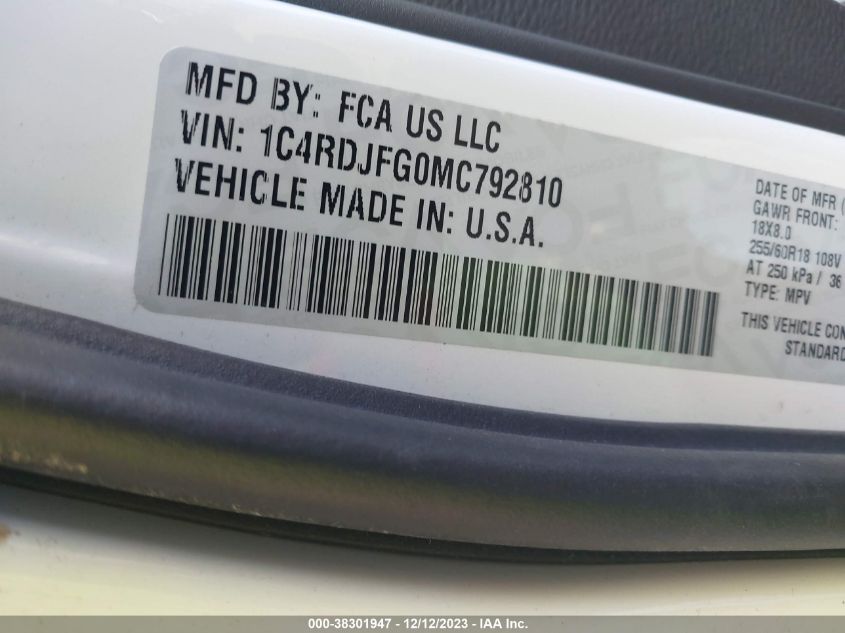 MFD BY: FCA US LLC
VIN: 1C4RDJFG0MC792810
VEHICLE MADE IN: U.S.A.
DATE OF MFR (
GAWR FRONT:
18X8.0
255/60R18 108V
AT 250 kPa / 36
TYPE: MPV
THIS VEHICLE CON
STANDARD
000-38301947 - 12/12/2023 - IAA Inc.